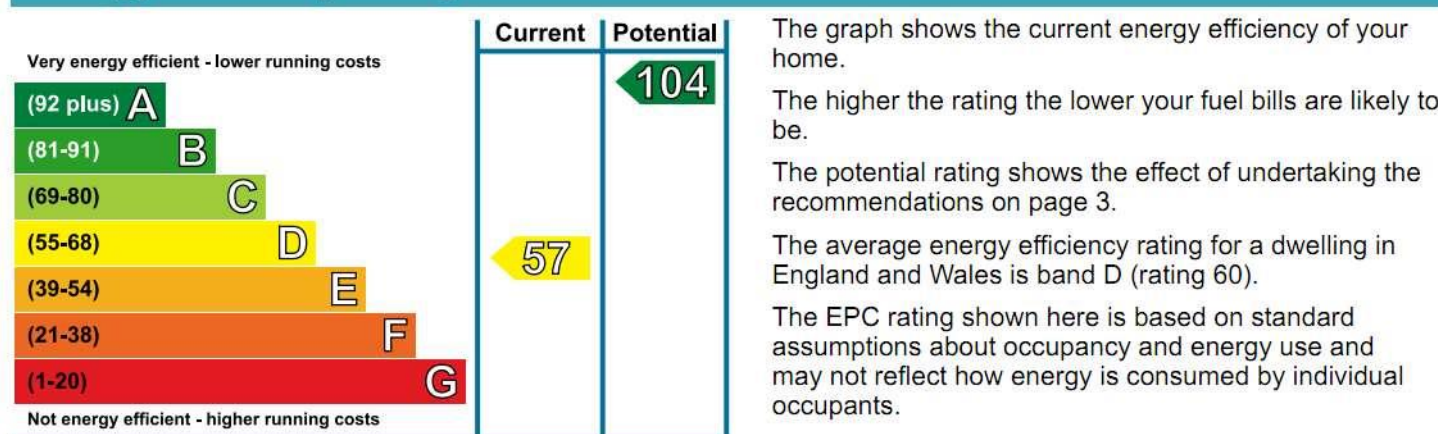 Current Potential
Very energy efficient - lower running costs
(92 plus) A
(81-91) B
(69-80) C
(55-68) D
(39-54) E
(21-38) F
(1-20) G
Not energy efficient - higher running costs
104
57
The graph shows the current energy efficiency of your
home.
The higher the rating the lower your fuel bills are likely to
be.
The potential rating shows the effect of undertaking the
recommendations on page 3.
The average energy efficiency rating for a dwelling in
England and Wales is band D (rating 60).
The EPC rating shown here is based on standard
assumptions about occupancy and energy use and
may not reflect how energy is consumed by individual
occupants.